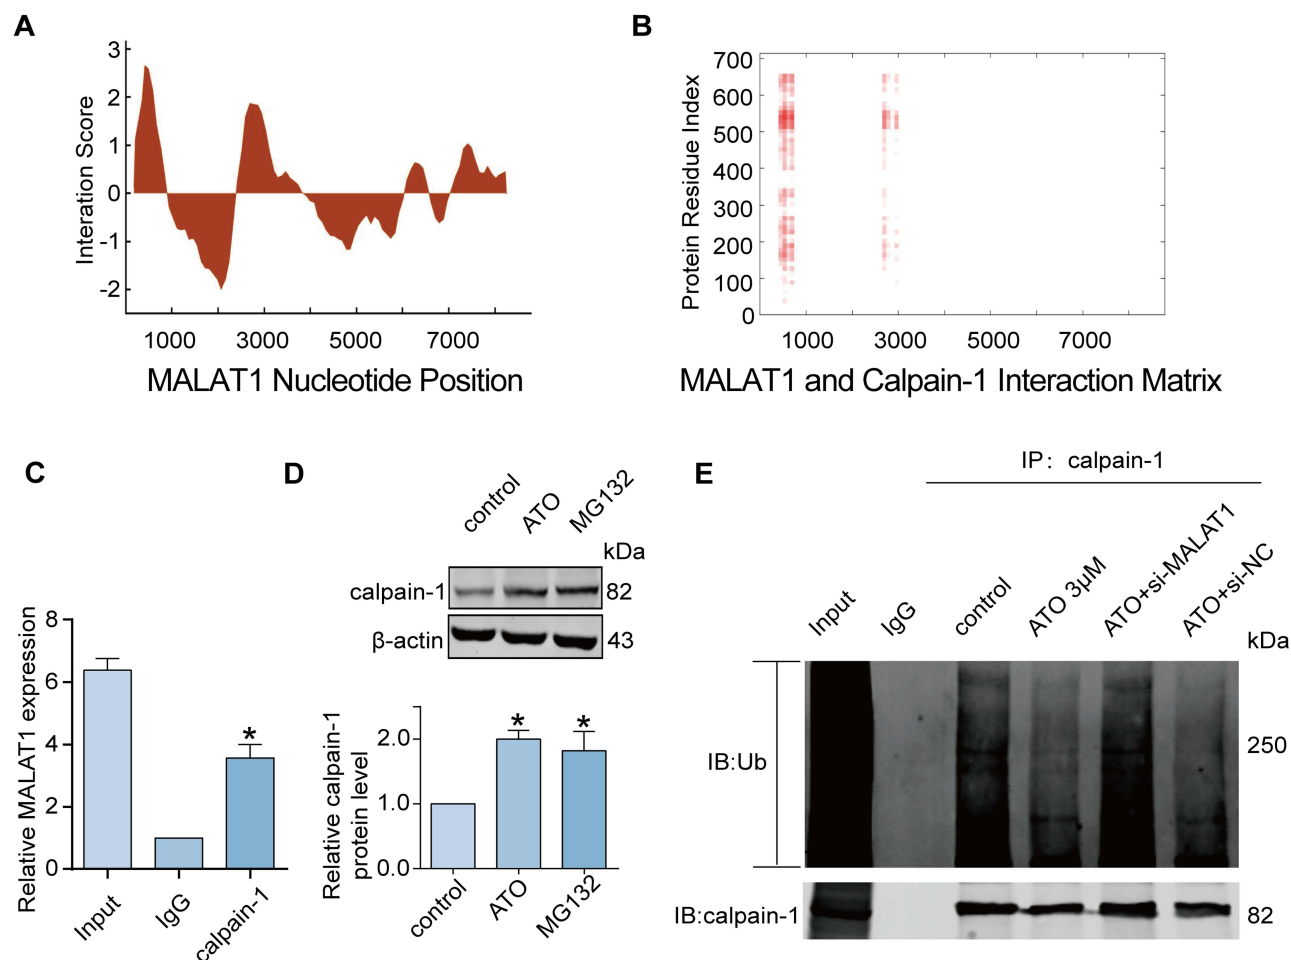 A
3
2
1
0
-1
-2
Interation Score
1000 3000 5000 7000
MALAT1 Nucleotide Position
B
700
600
500
400
300
200
100
0
Protein Residue Index
1000 3000 5000 7000
MALAT1 and Calpain-1 Interaction Matrix
C
8
6
4
2
0
Relative MALAT1 expression
*
Input IgG calpain-1
D
control ATO MG132
kDa
calpain-1 82
β-actin 43
2.0
1.0
0.0
Relative calpain-1
protein level
* *
control ATO MG132
E
IP: calpain-1
Input IgG control ATO 3μM ATO+si-MALAT1 ATO+si-NC
kDa
IB:Ub
250
IB:calpain-1 82